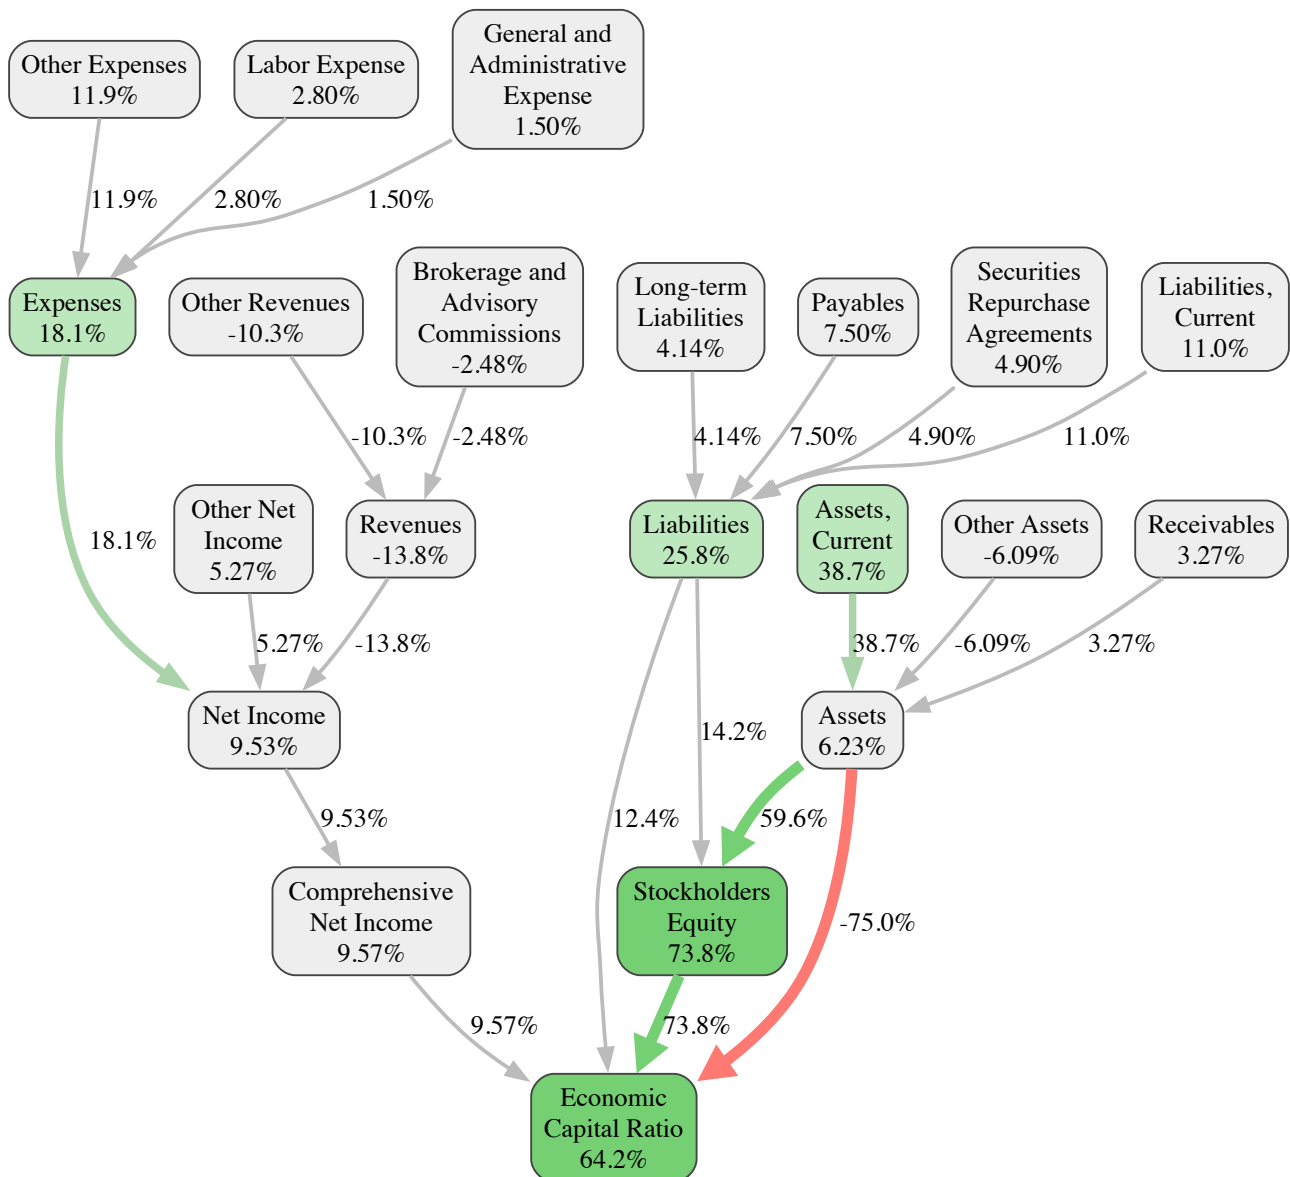 General and
Administrative
Expense
1.50%
Other Expenses
11.9%
Labor Expense
2.80%
11.9%
2.80%
1.50%
Expenses
18.1%
Other Revenues
-10.3%
Brokerage and
Advisory
Commissions
-2.48%
Long-term
Liabilities
4.14%
Payables
7.50%
Securities
Repurchase
Agreements
4.90%
Liabilities,
Current
11.0%
-10.3%
-2.48%
4.14%
7.50%
4.90%
11.0%
18.1%
Other Net
Income
5.27%
Revenues
-13.8%
Liabilities
25.8%
Assets,
Current
38.7%
Other Assets
-6.09%
Receivables
3.27%
5.27%
-13.8%
38.7%
-6.09%
3.27%
Net Income
9.53%
14.2%
Assets
6.23%
9.53%
12.4%
59.6%
Comprehensive
Net Income
9.57%
Stockholders
Equity
73.8%
-75.0%
9.57%
73.8%
Economic
Capital Ratio
64.2%